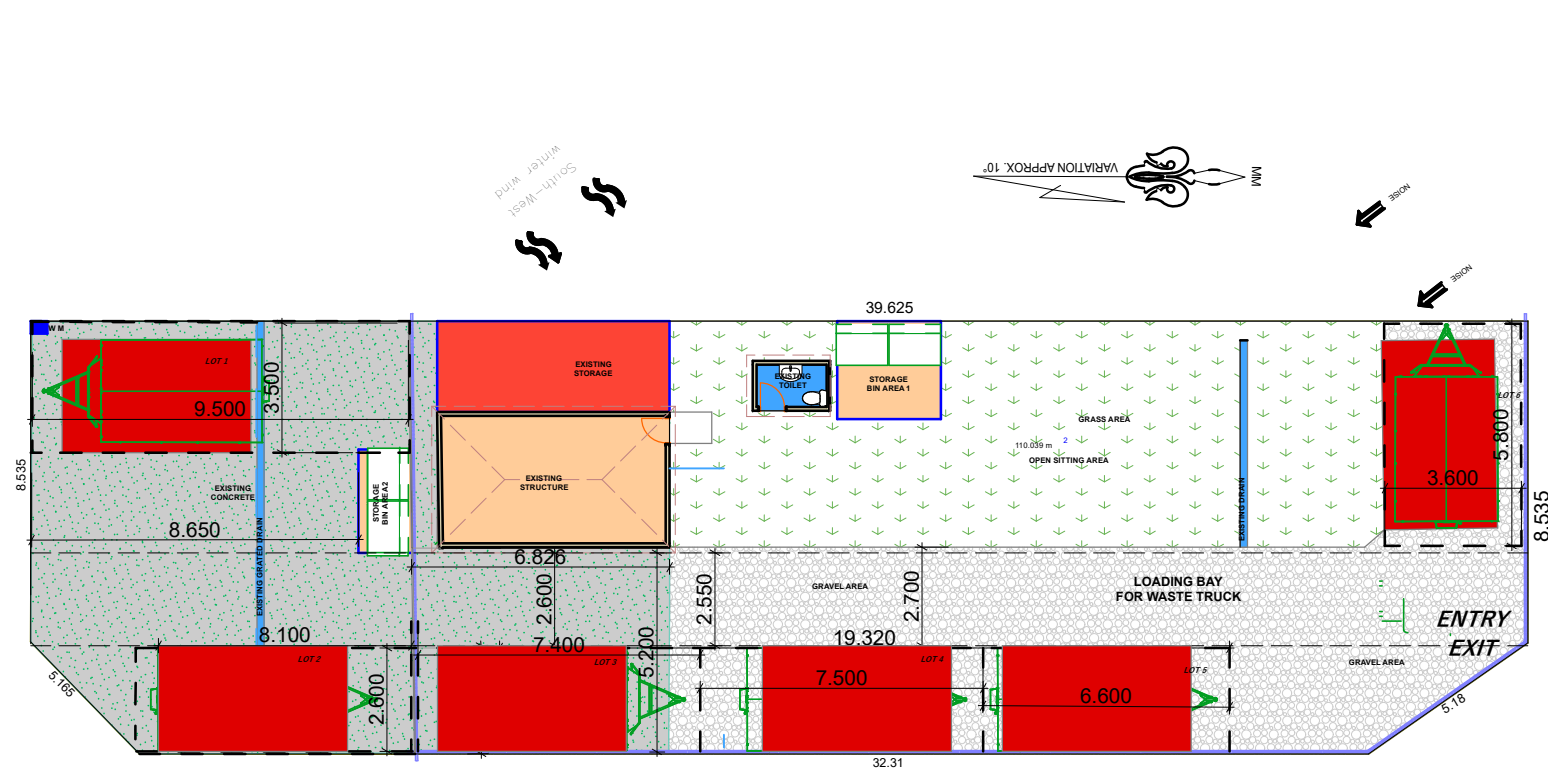 South-West
winter wind
VARIATION APPROX. 10°
MM
NOISE
NOISE
39.625
W M
LOT 1
3.500
9.500
EXISTING
STORAGE
EXISTING
TOILET
STORAGE
BIN AREA1
GRASS AREA
110.039 m 2
OPEN SITTING AREA
LOT 6
5.800
3.600
8.535
EXISTING
CONCRETE
STORAGE
BIN AREA2
EXISTING
STRUCTURE
EXISTING DRAIN
8.535
8.650
EXISTING GRATED DRAIN
6.826
2.600
2.550
GRAVEL AREA
2.700
LOADING BAY
FOR WASTE TRUCK
ENTRY
EXIT
8.100
7.400
5.200
19.320
LOT 2
LOT 3
LOT 4
LOT 5
GRAVEL AREA
5.165
2.600
7.500
6.600
5.18
32.31